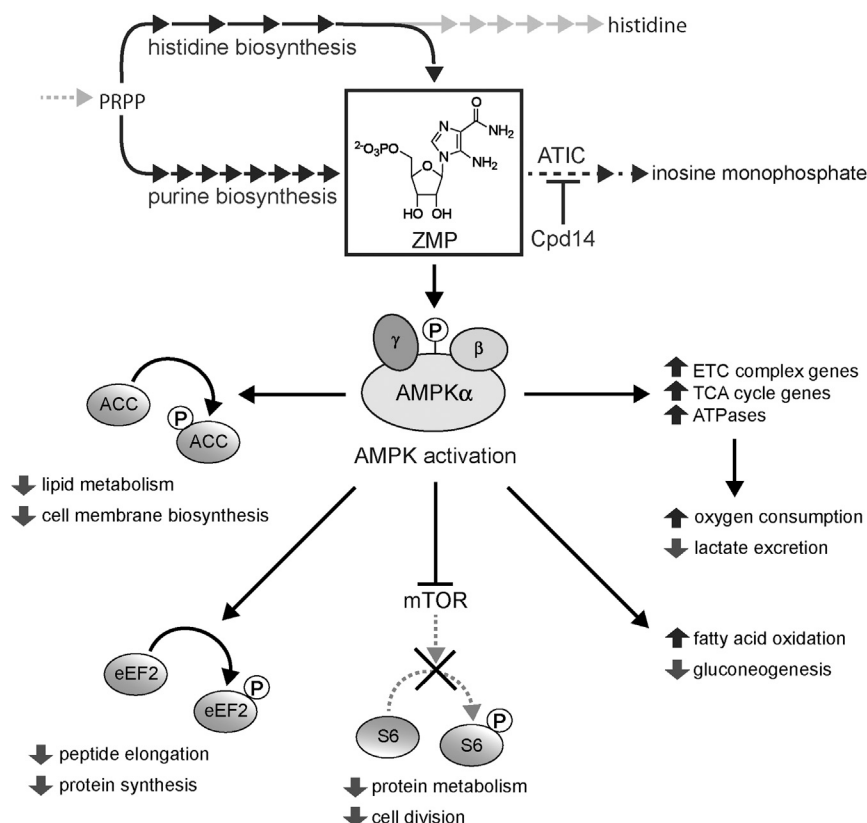 histidine biosynthesis
histidine
PRPP
purine biosynthesis
2-O3PO
O
N
N
O
NH2
NH2
HO OH
ZMP
ATIC
inosine monophosphate
Cpd14
γ
P
β
AMPKα
AMPK activation
ACC
P
ACC
lipid metabolism
cell membrane biosynthesis
ETC complex genes
TCA cycle genes
ATPases
oxygen consumption
lactate excretion
mTOR
eEF2
eEF2
P
peptide elongation
protein synthesis
S6
S6
P
protein metabolism
cell division
fatty acid oxidation
gluconeogenesis